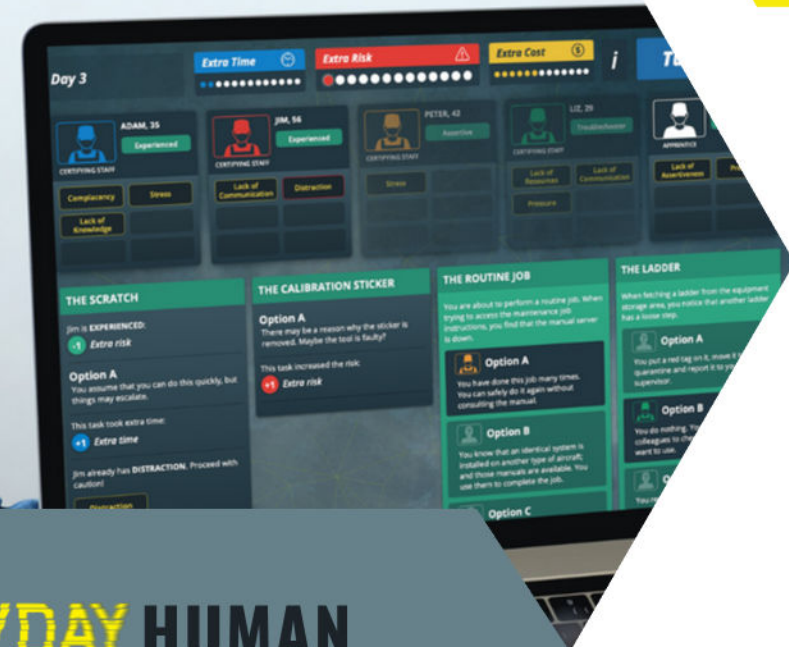 Day 3
Extra Time
Extra Risk
Extra Cost
i
ADAM, 35
Experienced
CERTIFYING STAFF
Complacency
Stress
Lack of
Knowledge
JIM, 56
Experienced
CERTIFYING STAFF
Lack of
Communication
Distraction
PETER, 42
Assertive
CERTIFYING STAFF
Stress
LIZ, 29
Troubleshooter
CERTIFYING STAFF
Lack of
Resources
Lack of
Communication
Pressure
APPRENTICE
Lack of
Assertiveness
THE SCRATCH
Jim is EXPERIENCED:
-1 Extra risk
Option A
You assume that you can do this quickly, but
things may escalate.
This task took extra time:
+1 Extra time
Jim already has DISTRACTION. Proceed with
caution!
Distraction
THE CALIBRATION STICKER
Option A
There may be a reason why the sticker is
removed. Maybe the tool is faulty?
This task increased the risk:
+1 Extra risk
THE ROUTINE JOB
You are about to perform a routine job. When
trying to access the maintenance job
instructions, you find that the manual server
is down.
Option A
You have done this job many times.
You can safely do it again without
consulting the manual.
Option B
You know that an identical system is
installed on another type of aircraft,
and those manuals are available. You
use them to complete the job.
Option C
THE LADDER
When fetching a ladder from the equipment
storage area, you notice that another ladder
has a loose step.
Option A
You put a red tag on it, move it
quarantine and report it to
supervisor.
Option B
You do nothing.
colleagues to
want to use.
YDAY HUMAN